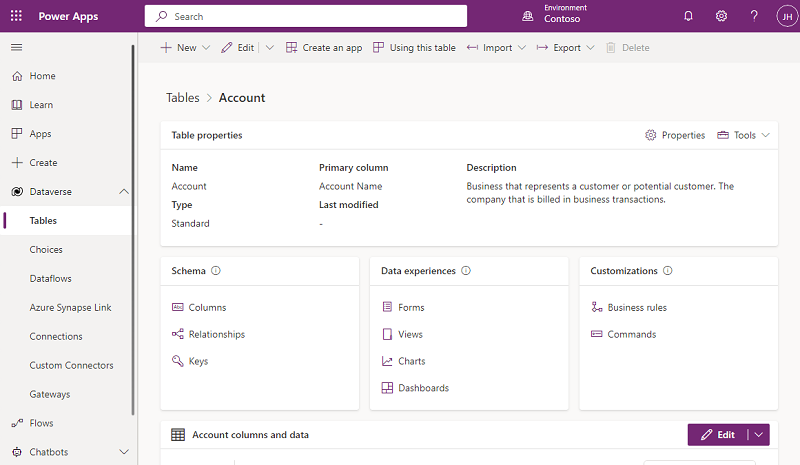 Power Apps
Search
Environment
Contoso
JH
New
Edit
Create an app
Using this table
Import
Export
Delete
Home
Learn
Apps
Create
Dataverse
Tables
Choices
Dataflows
Azure Synapse Link
Connections
Custom Connectors
Gateways
Flows
Chatbots
Tables > Account
Table properties
Properties
Tools
Name
Account
Type
Standard
Primary column
Account Name
Last modified
-
Description
Business that represents a customer or potential customer. The
company that is billed in business transactions.
Schema
Abc Columns
Relationships
Keys
Data experiences
Forms
Views
Charts
Dashboards
Customizations
Business rules
Commands
Account columns and data
Edit